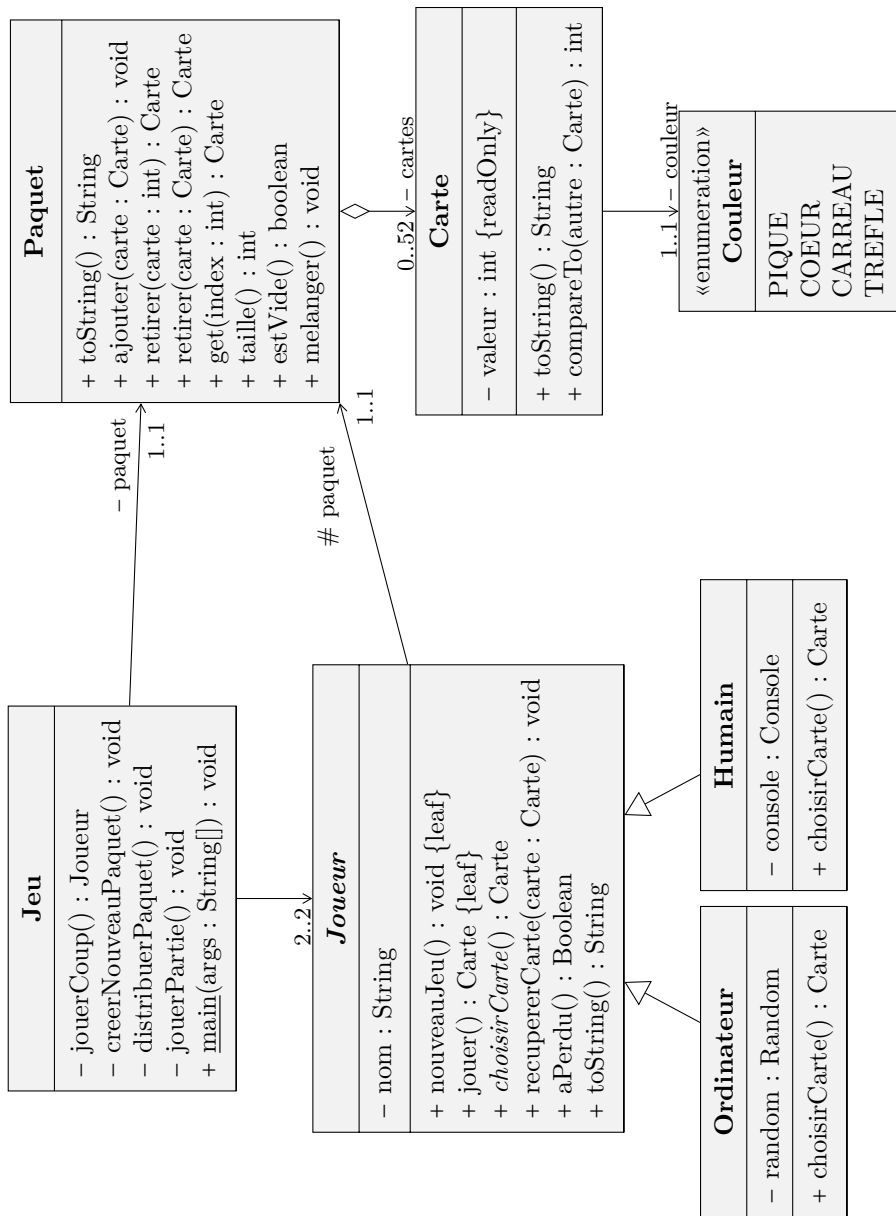 Jeu
− jouerCoup() : Joueur
− creerNouveauPaquet() : void
− distribuerPaquet() : void
− jouerPartie() : void
+ main(args : String[]) : void
− paquet
1..1
Paquet
+ toString() : String
+ ajouter(carte : Carte) : void
+ retirer(carte : int) : Carte
+ retirer(carte : Carte) : Carte
+ get(index : int) : Carte
+ taille() : int
+ estVide() : boolean
+ melanger() : void
2..2
# paquet
1..1
Joueur
− nom : String
+ nouveauJeu() : void {leaf}
+ jouer() : Carte {leaf}
+ choisirCarte() : Carte
+ recupererCarte(carte : Carte) : void
+ aPerdu() : Boolean
+ toString() : String
0..52 − cartes
Carte
− valeur : int {readOnly}
+ toString() : String
+ compareTo(autre : Carte) : int
1..1 − couleur
Ordinateur
− random : Random
+ choisirCarte() : Carte
Humain
− console : Console
+ choisirCarte() : Carte
«enumeration»
Couleur
PIQUE
COEUR
CARREAU
TREFLE